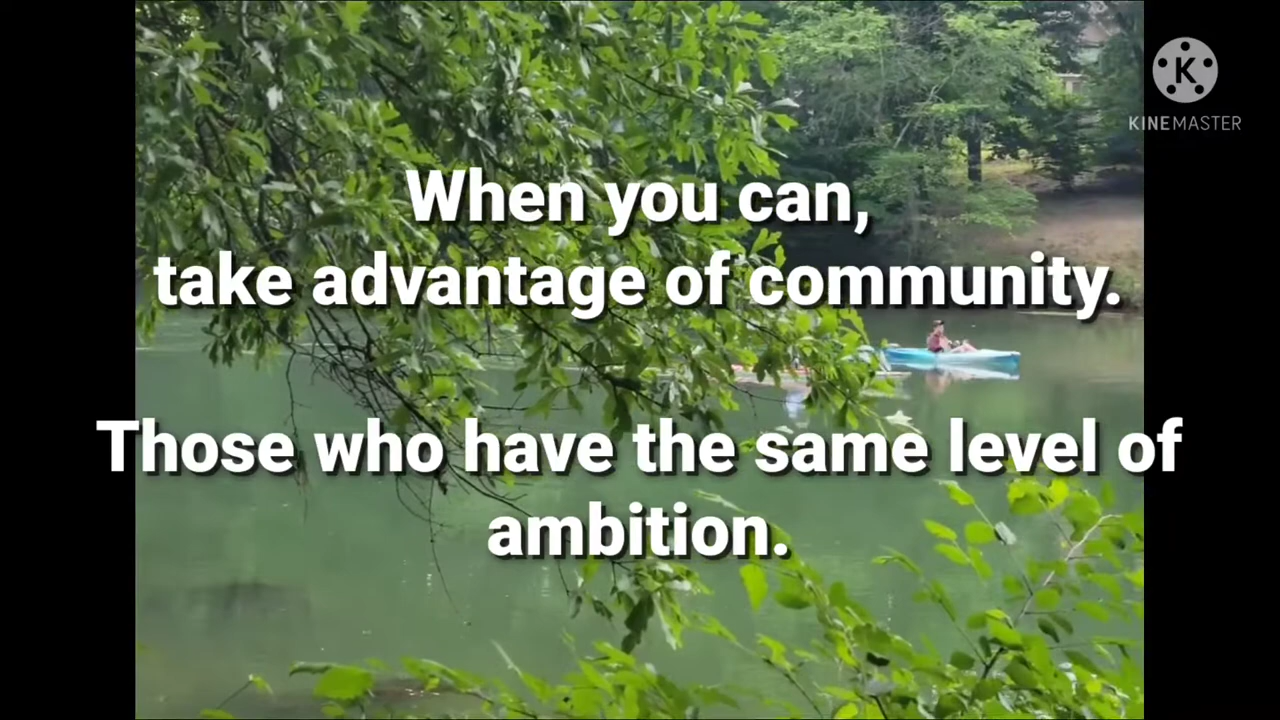 K
KINEMASTER
When you can,
take advantage of community.
Those who have the same level of
ambition.